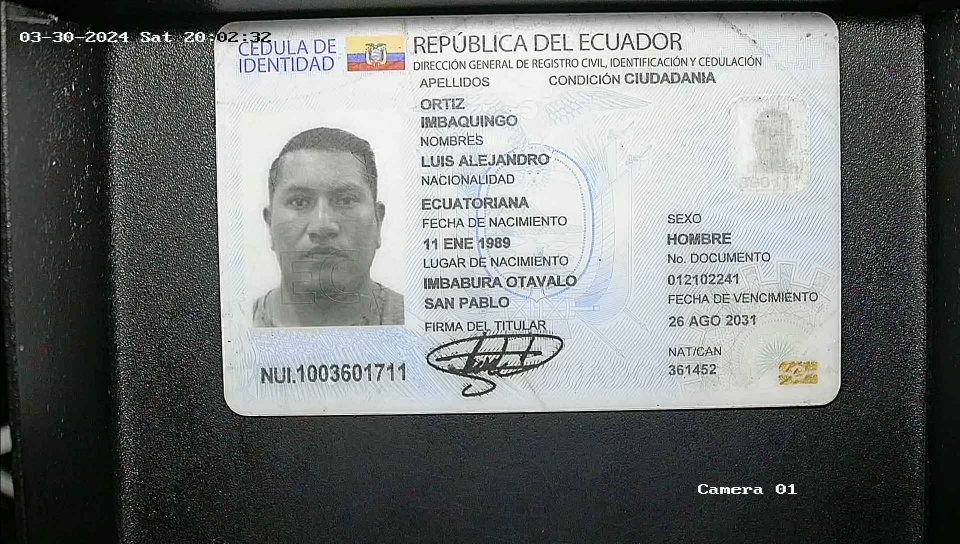 03-30-2024 Sat 20:02:32
CÉDULA DE
IDENTIDAD
REPÚBLICA DEL ECUADOR
DIRECCIÓN GENERAL DE REGISTRO CIVIL, IDENTIFICACIÓN Y CEDULACIÓN
APELLIDOS
CONDICIÓN CIUDADANIA
ORTIZ
IMBAQUINGO
NOMBRES
LUIS ALEJANDRO
NACIONALIDAD
ECUATORIANA
FECHA DE NACIMIENTO
11 ENE 1989
LUGAR DE NACIMIENTO
IMBABURA OTAVALO
SAN PABLO
FIRMA DEL TITULAR
SEXO
HOMBRE
No. DOCUMENTO
012102241
FECHA DE VENCIMIENTO
26 AGO 2031
NAT/CAN
361452
NUI.1003601711
Camera 01